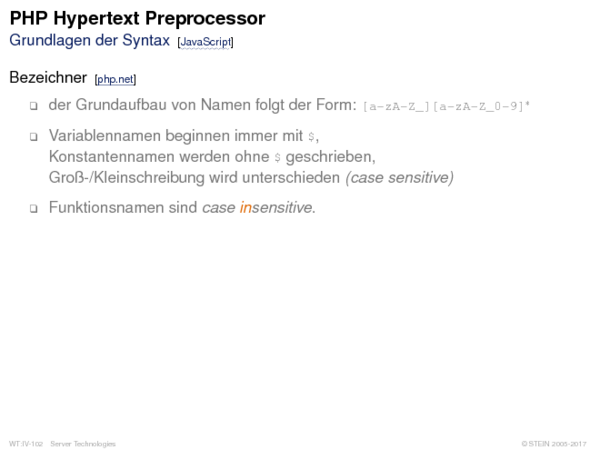 PHP Hypertext Preprocessor
Grundlagen der Syntax [JavaScript]
Bezeichner [php.net]
❑ der Grundaufbau von Namen folgt der Form: [a-zA-Z_][a-zA-Z_0-9]*
❑ Variablennamen beginnen immer mit $,
Konstantennamen werden ohne $ geschrieben,
Groß-/Kleinschreibung wird unterschieden (case sensitive)
❑ Funktionsnamen sind case insensitive.
WT:IV-102 Server Technologies
© STEIN 2005-2017